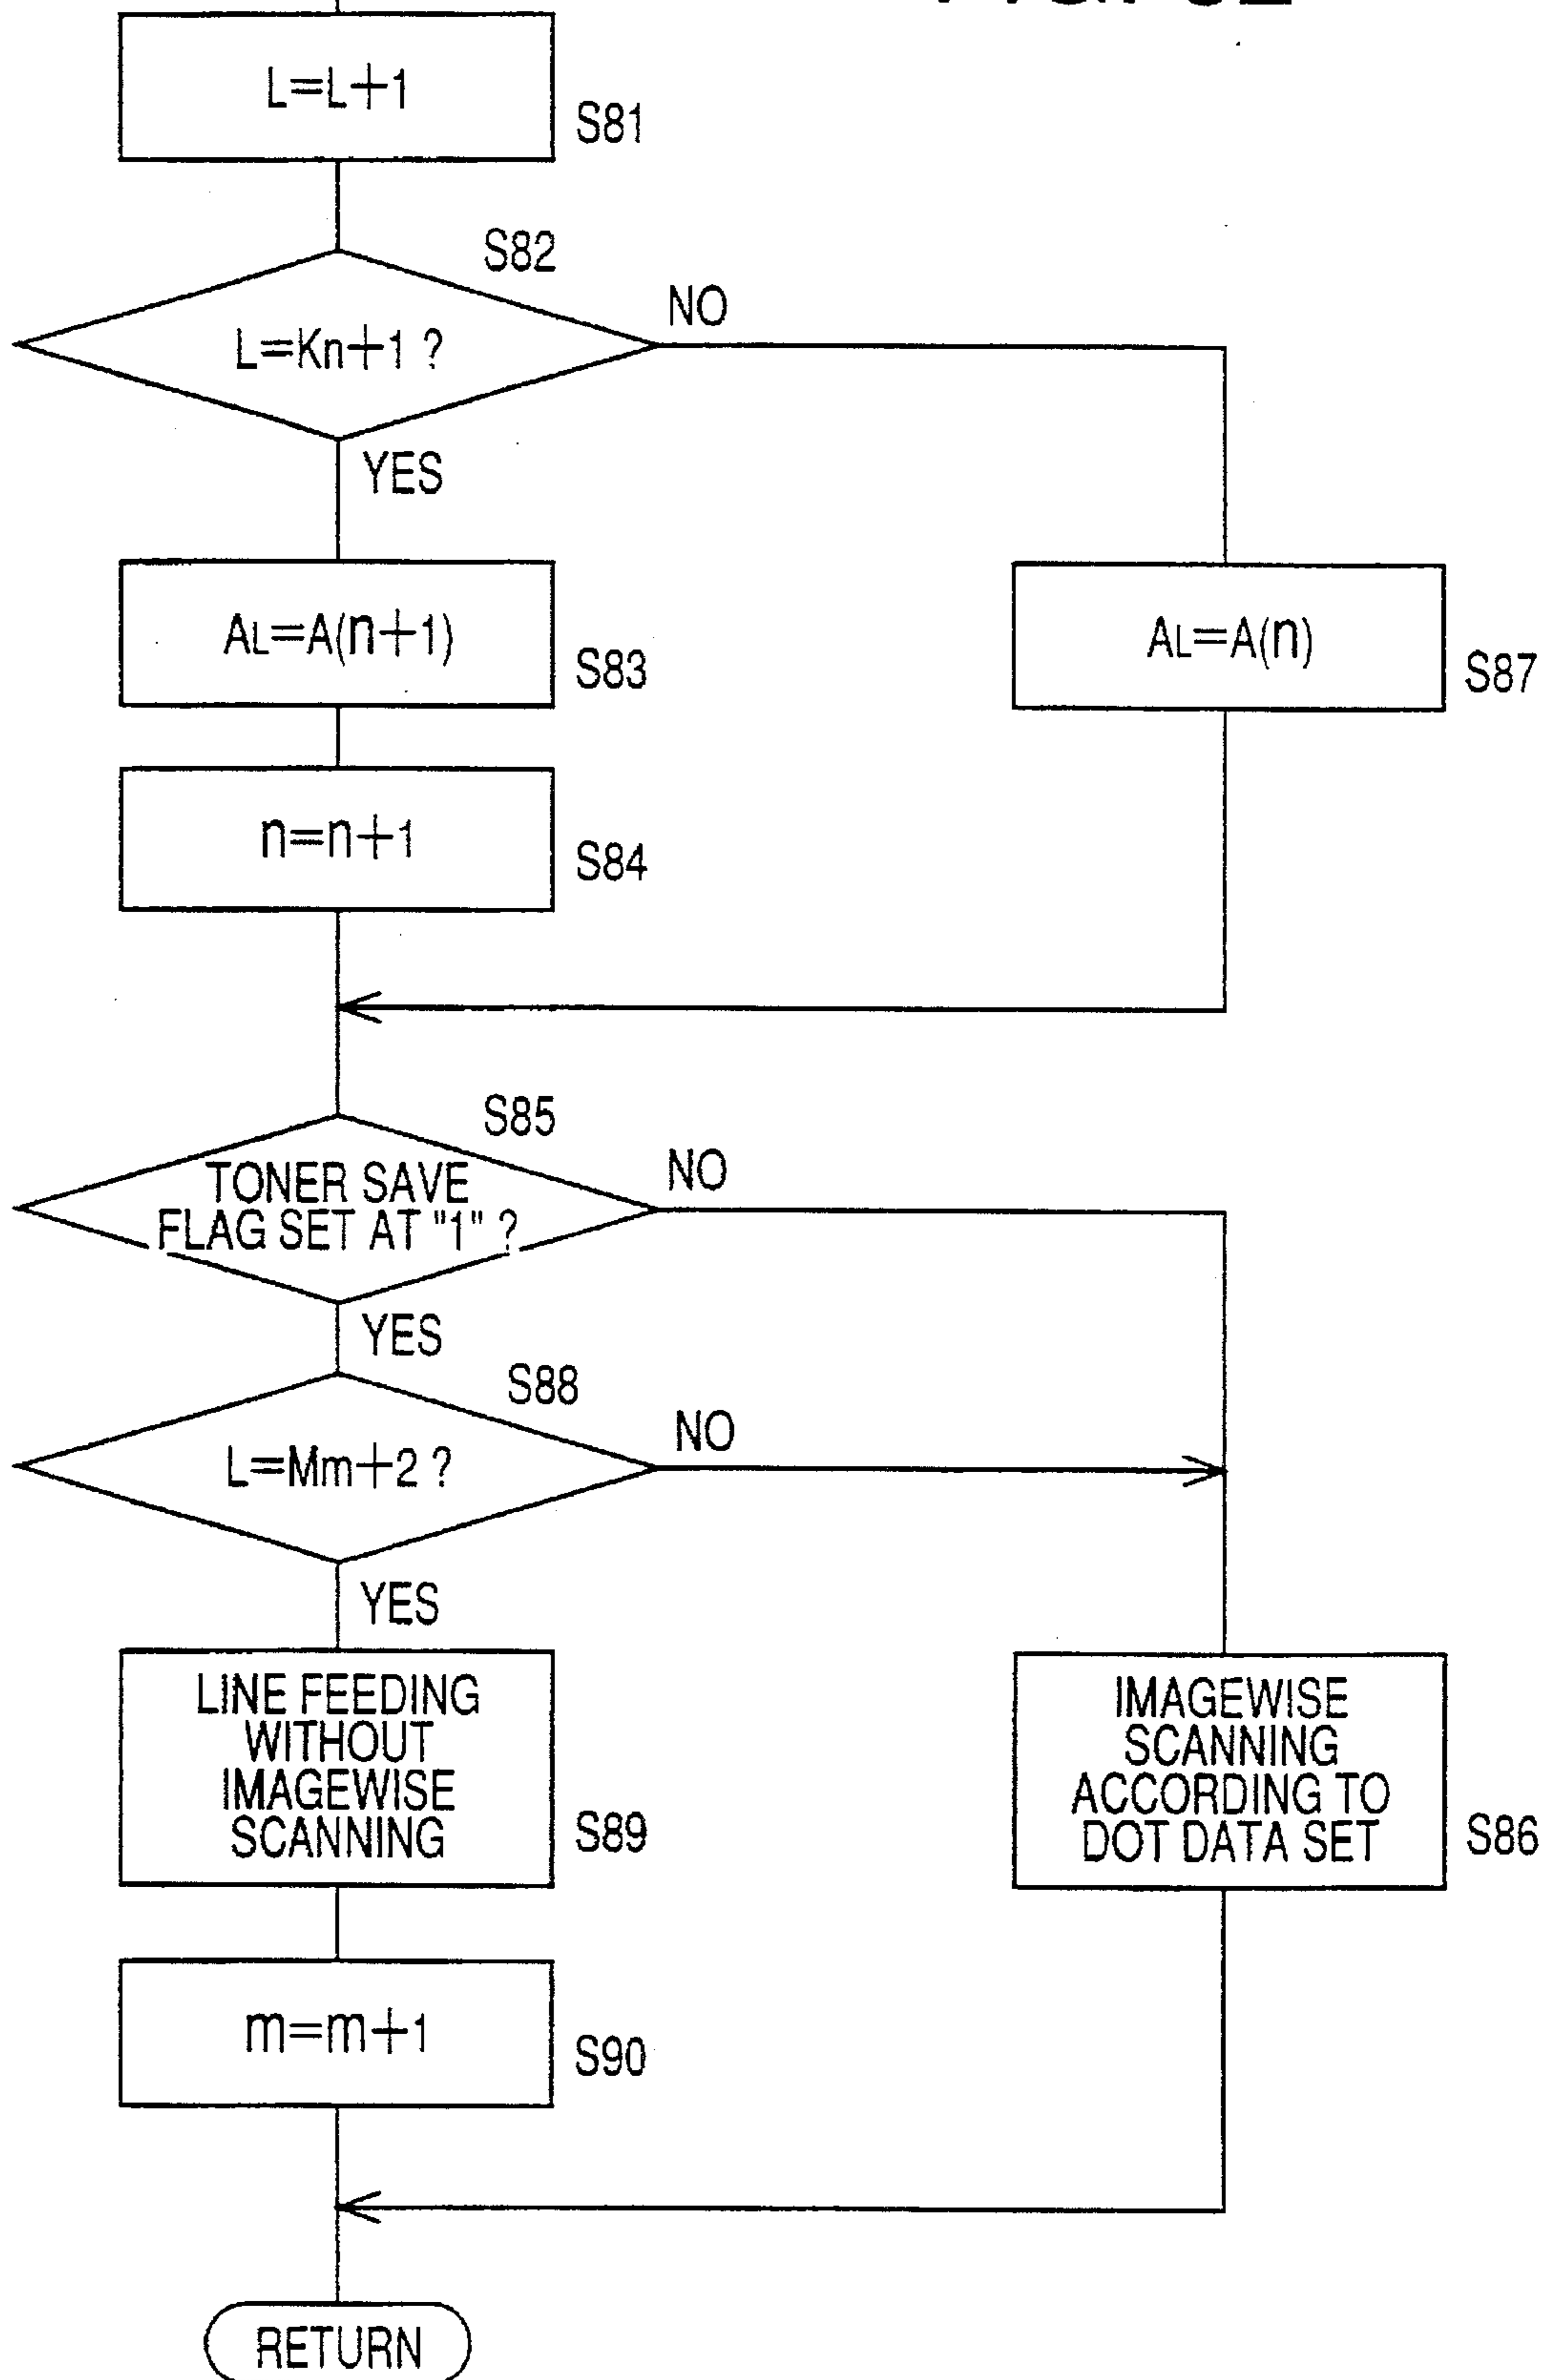 L=L+1
S81
S82
L=Kn+1 ?
NO
YES
AL=A(n+1)
S83
AL=A(n)
S87
n=n+1
S84
S85
TONER SAVE
FLAG SET AT "1" ?
NO
YES
S88
L=Mm+2 ?
NO
YES
LINE FEEDING
WITHOUT
IMAGEWISE
SCANNING
S89
IMAGEWISE
SCANNING
ACCORDING TO
DOT DATA SET
S86
m=m+1
S90
RETURN